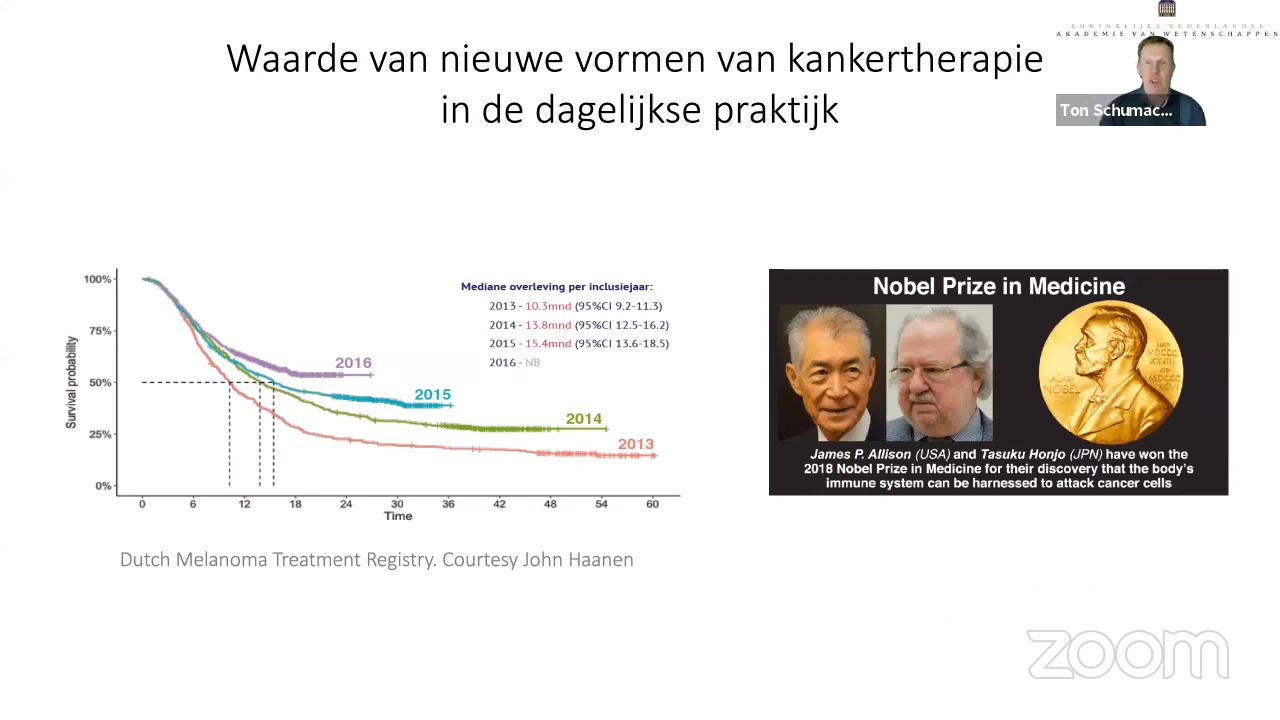 Waarde van nieuwe vormen van kankertherapie
in de dagelijkse praktijk
KONINKLIJKE NEDERLANDSE
AKADEMIE VAN WETENSCHAPPEN
Ton Schumac...
Survival probability
100%
75%
50%
25%
0%
0 6 12 18 24 30 36 42 48 54 60
Time
Mediane overleving per inclusiejaar:
2013 - 10.3mnd (95%CI 9.2-11.3)
2014 - 13.8mnd (95%CI 12.5-16.2)
2015 - 15.4mnd (95%CI 13.6-18.5)
2016 - NB
2016
2015
2014
2013
Dutch Melanoma Treatment Registry. Courtesy John Haanen
Nobel Prize in Medicine
NOBEL
James P. Allison (USA) and Tasuku Honjo (JPN) have won the
2018 Nobel Prize in Medicine for their discovery that the body's
immune system can be harnessed to attack cancer cells
zoom